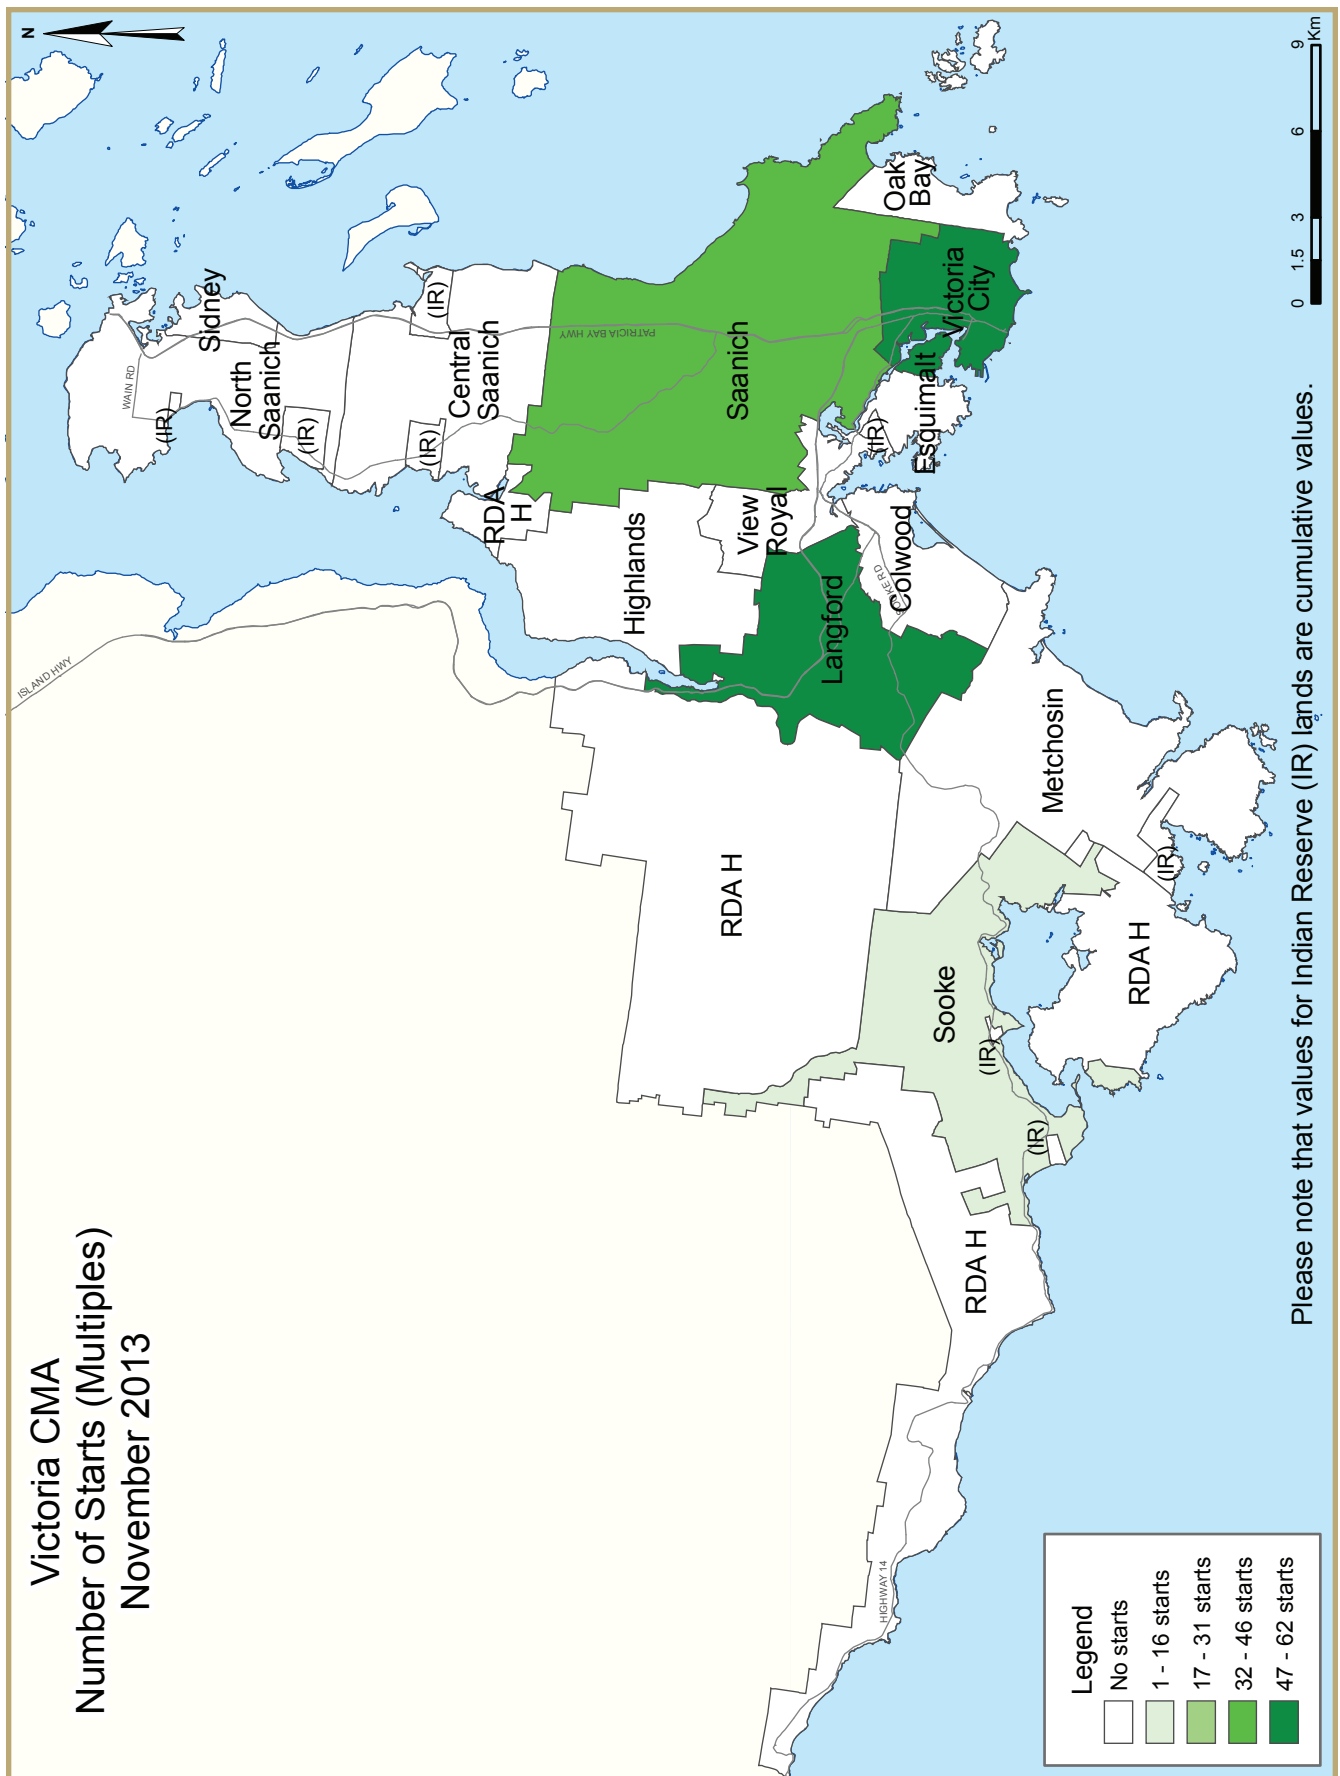 Victoria CMA
Number of Starts (Multiples)
November 2013
N
ISLAND HWY
WAIN RD
Sidney
(IR)
North
Saanich
(IR)
(IR)
Central
Saanich
(IR)
RDA
H
PATRICIA BAY HWY
Saanich
Highlands
View
Royal
Oak
Bay
Victoria
City
Esquimalt
(IR)
Langford
Colwood
SOOKE RD
Metchosin
(IR)
RDA H
Sooke
(IR)
(IR)
RDA H
RDA H
HIGHWAY 14
Legend
No starts
1 - 16 starts
17 - 31 starts
32 - 46 starts
47 - 62 starts
0 1.5 3 6 9
Km
Please note that values for Indian Reserve (IR) lands are cumulative values.